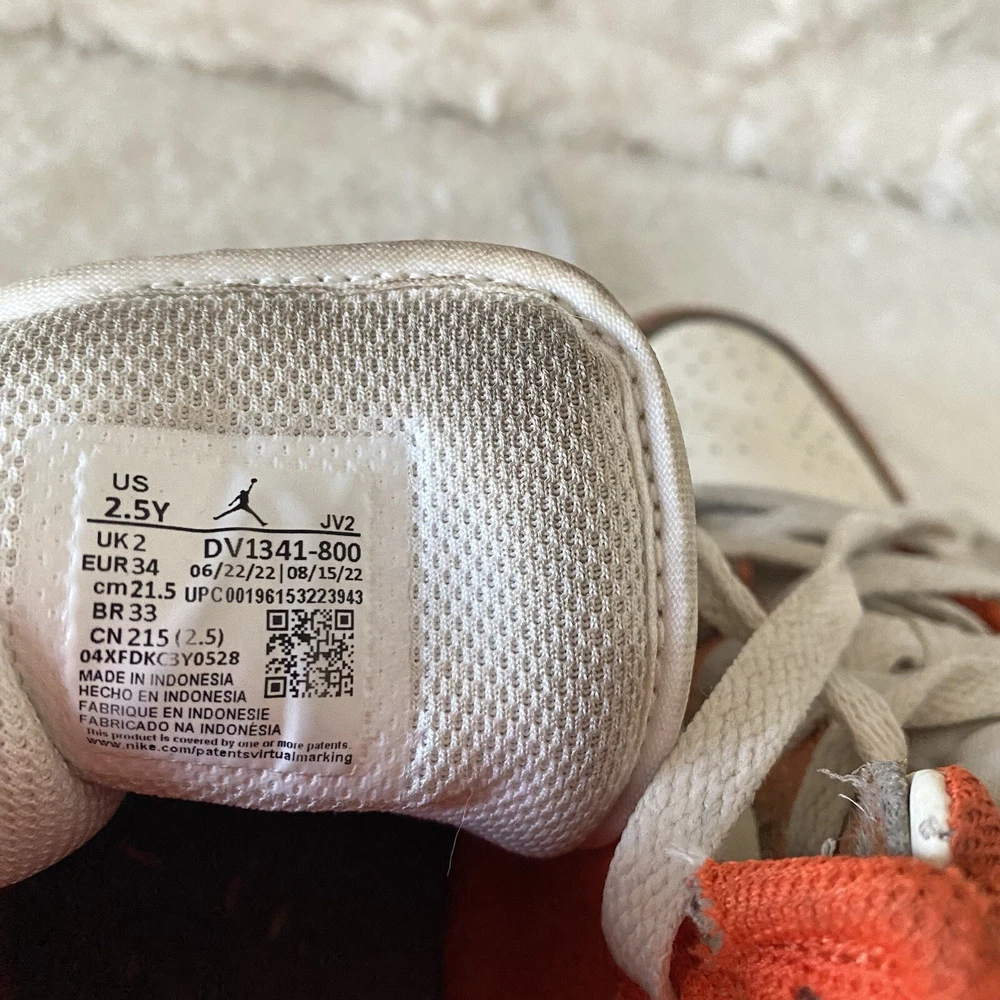 US
2.5Y JV2
UK 2 DV1341-800
EUR 34 06/22/22 | 08/15/22
cm 21.5 UPC 00196153223943
BR 33
CN 215 (2.5)
04XFDKC3Y0528
MADE IN INDONESIA
HECHO EN INDONESIA
FABRIQUE EN INDONESIE
FABRICADO NA INDONÉSIA
This product is covered by one or more patents.
www.nike.com/patentsvirtualmarking